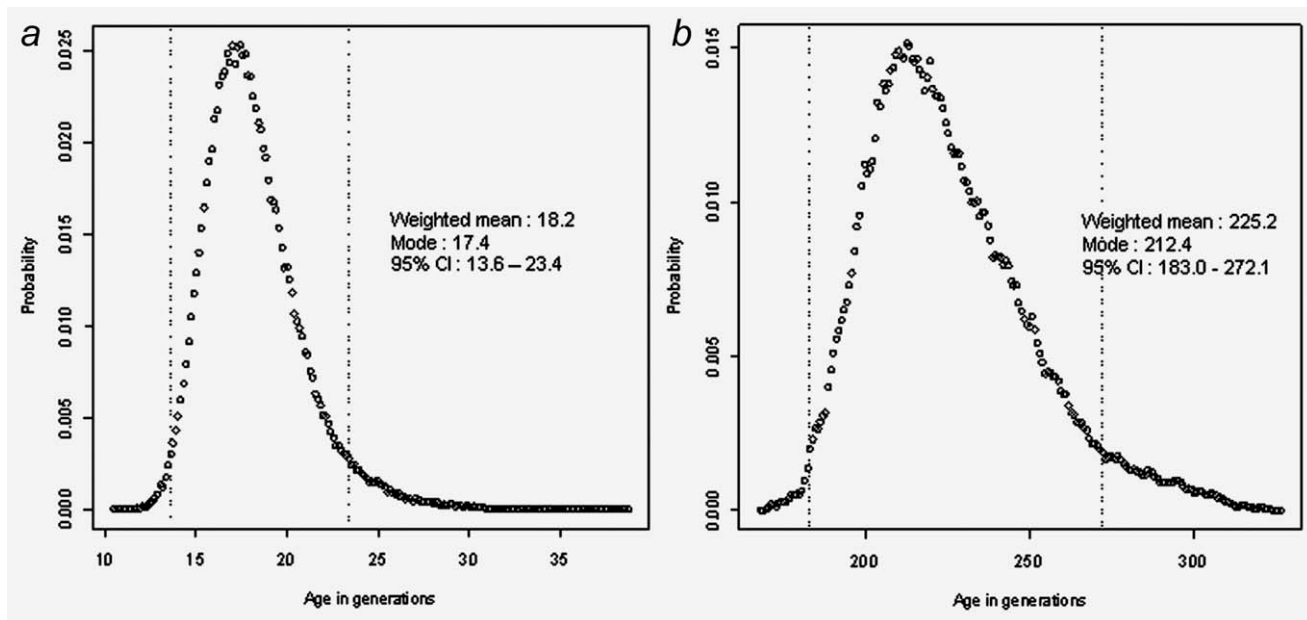 a
0.025
0.020
0.015
0.010
0.005
0.000
Probability
Weighted mean : 18.2
Mode : 17.4
95% CI : 13.6 – 23.4
10 15 20 25 30 35
Age in generations
b
0.015
0.010
0.005
0.000
Probability
Weighted mean : 225.2
Mode : 212.4
95% CI : 183.0 - 272.1
200 250 300
Age in generations